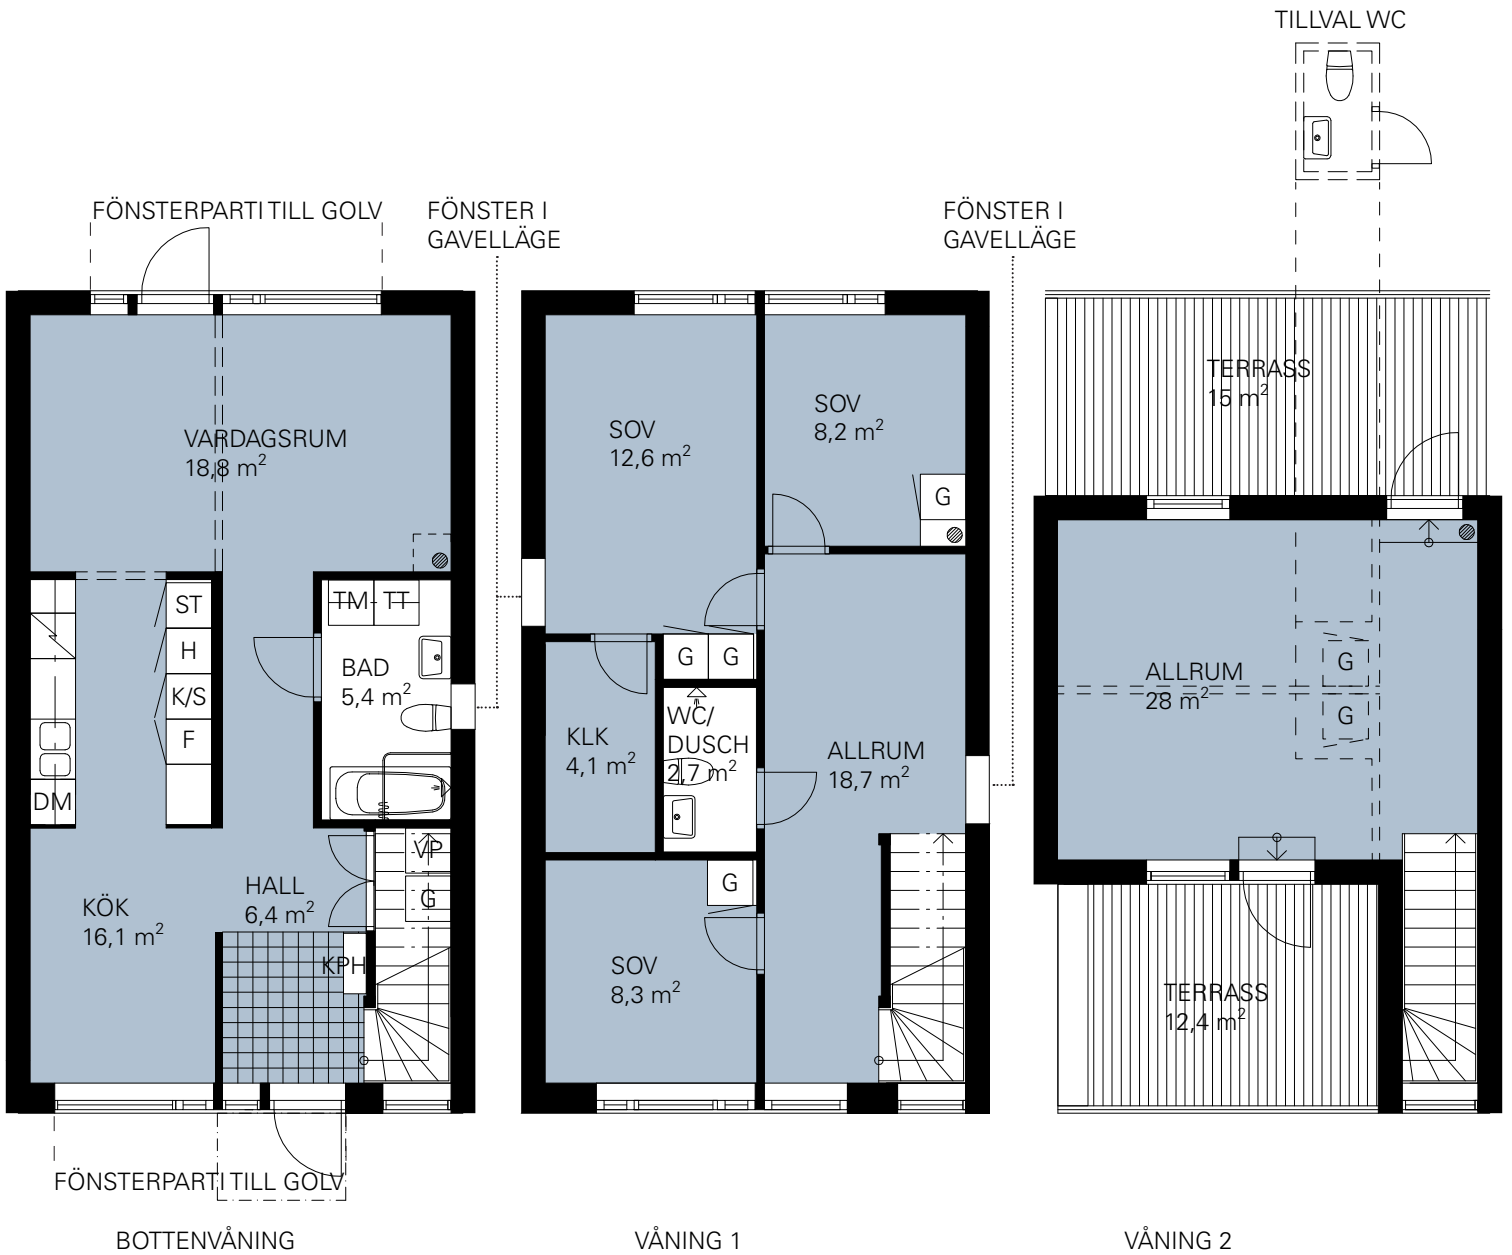 TILLVAL WC
FÖNSTERPARTI TILL GOLV
FÖNSTER I
GAVELLÄGE
FÖNSTER I
GAVELLÄGE
VARDAGSRUM
18,8 m²
ST
H
K/S
F
DM
TM
TT
BAD
5,4 m²
VP
G
HALL
6,4 m²
KÖK
16,1 m²
KPH
FÖNSTERPARTI TILL GOLV
BOTTENVÅNING
SOV
12,6 m²
SOV
8,2 m²
G
G
G
KLK
4,1 m²
WC/
DUSCH
2,7 m²
ALLRUM
18,7 m²
G
SOV
8,3 m²
VÅNING 1
TERRASS
15 m²
ALLRUM
28 m²
G
G
TERRASS
12,4 m²
VÅNING 2